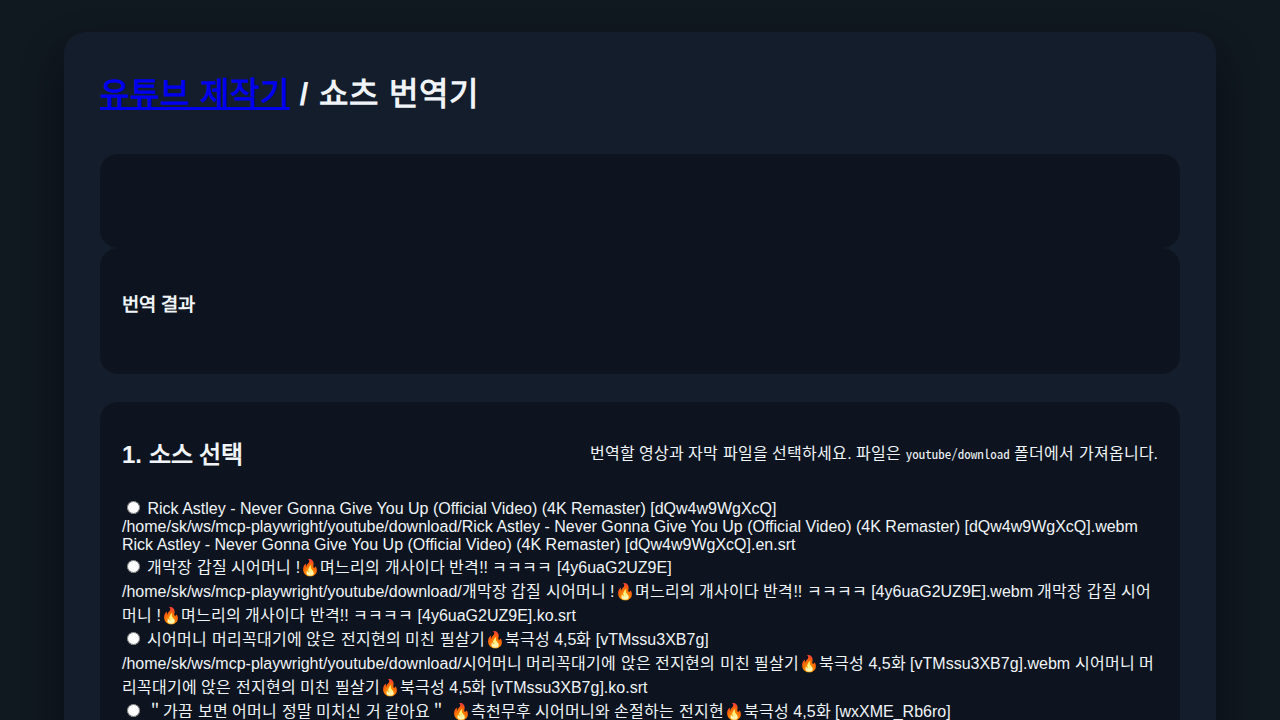 유튜브 제작기 / 쇼츠 번역기
번역 결과
1. 소스 선택
번역할 영상과 자막 파일을 선택하세요. 파일은 youtube/download 폴더에서 가져옵니다.
Rick Astley - Never Gonna Give You Up (Official Video) (4K Remaster) [dQw4w9WgXcQ]
/home/sk/ws/mcp-playwright/youtube/download/Rick Astley - Never Gonna Give You Up (Official Video) (4K Remaster) [dQw4w9WgXcQ].webm
Rick Astley - Never Gonna Give You Up (Official Video) (4K Remaster) [dQw4w9WgXcQ].en.srt
개막장 갑질 시어머니 !🔥며느리의 개사이다 반격!! ㅋㅋㅋㅋ [4y6uaG2UZ9E]
/home/sk/ws/mcp-playwright/youtube/download/개막장 갑질 시어머니 !🔥며느리의 개사이다 반격!! ㅋㅋㅋㅋ [4y6uaG2UZ9E].webm 개막장 갑질 시어
머니 !🔥며느리의 개사이다 반격!! ㅋㅋㅋㅋ [4y6uaG2UZ9E].ko.srt
시어머니 머리꼭대기에 앉은 전지현의 미친 필살기🔥북극성 4,5화 [vTMssu3XB7g]
/home/sk/ws/mcp-playwright/youtube/download/시어머니 머리꼭대기에 앉은 전지현의 미친 필살기🔥북극성 4,5화 [vTMssu3XB7g].webm 시어머니 머
리꼭대기에 앉은 전지현의 미친 필살기🔥북극성 4,5화 [vTMssu3XB7g].ko.srt
＂가끔 보면 어머니 정말 미치신 거 같아요＂ 🔥측천무후 시어머니와 손절하는 전지현🔥북극성 4,5화 [wxXME_Rb6ro]